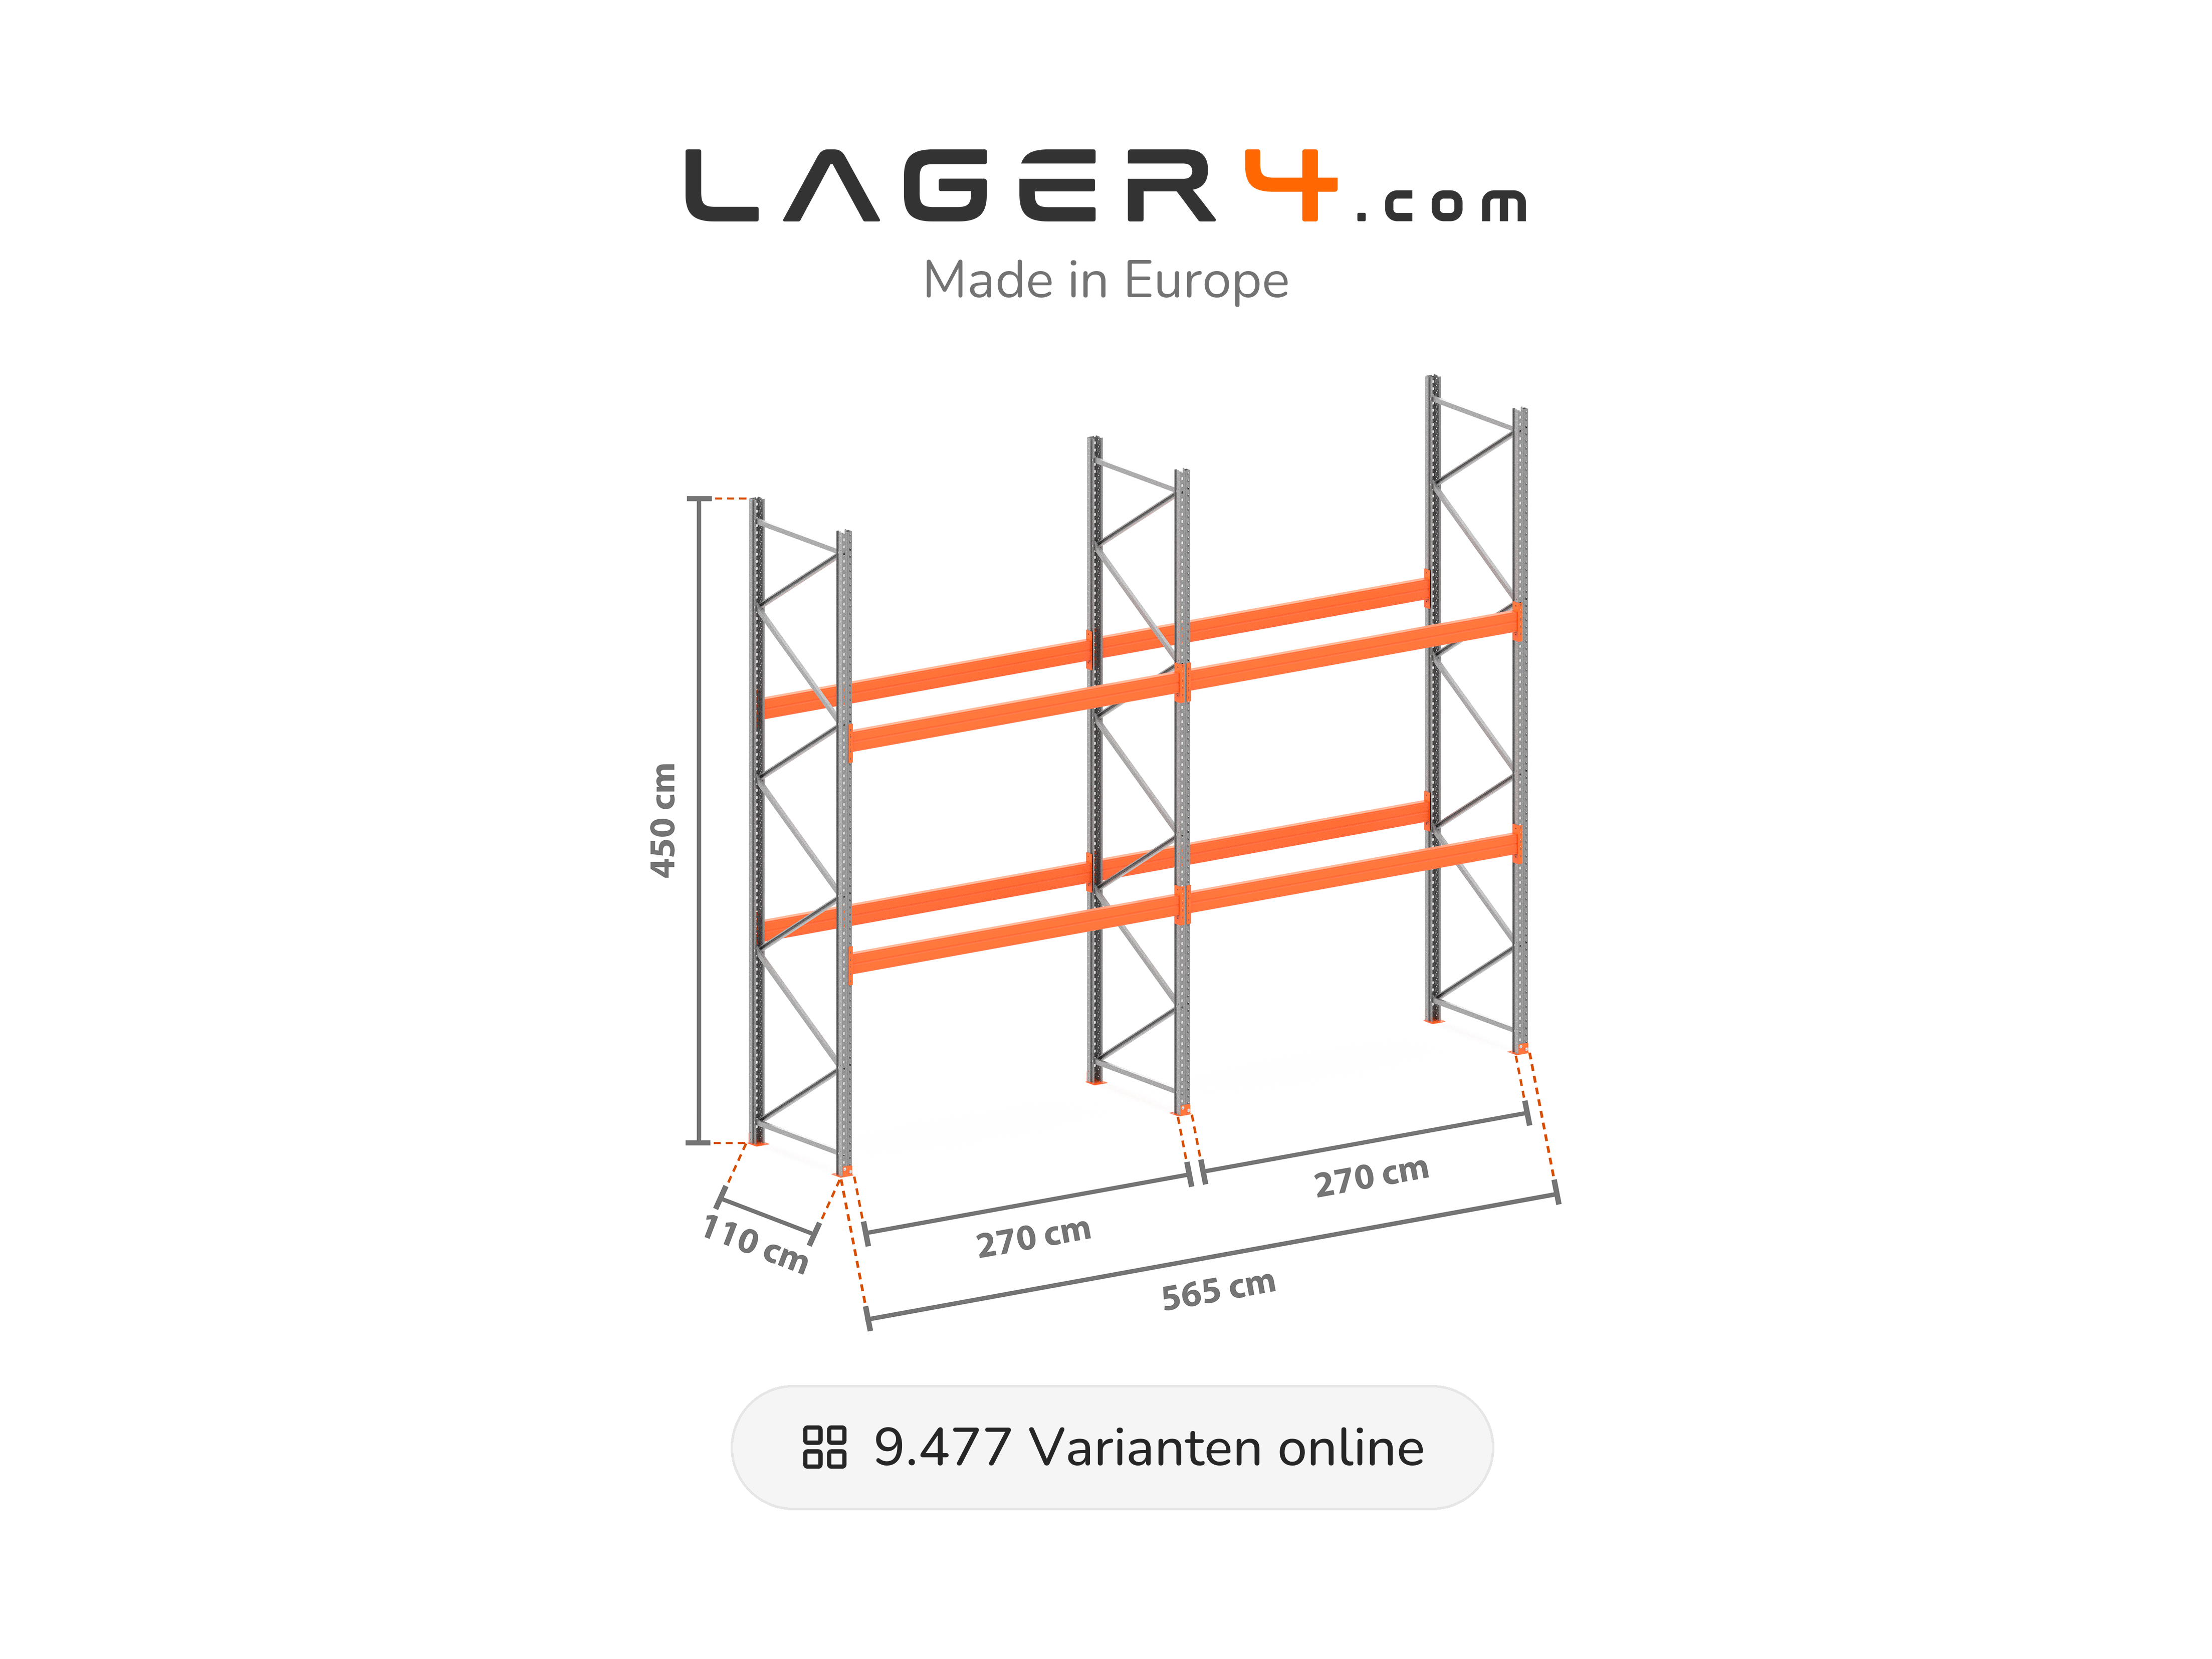 LAGER4.com
Made in Europe
450 cm
110 cm
270 cm
270 cm
565 cm
9.477 Varianten online